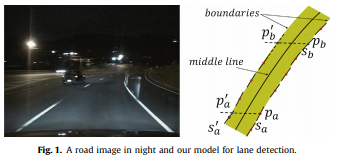 boundaries
p'b
pb
sb
middle line
p'a
pa
s'a
sa
Fig. 1. A road image in night and our model for lane detection.